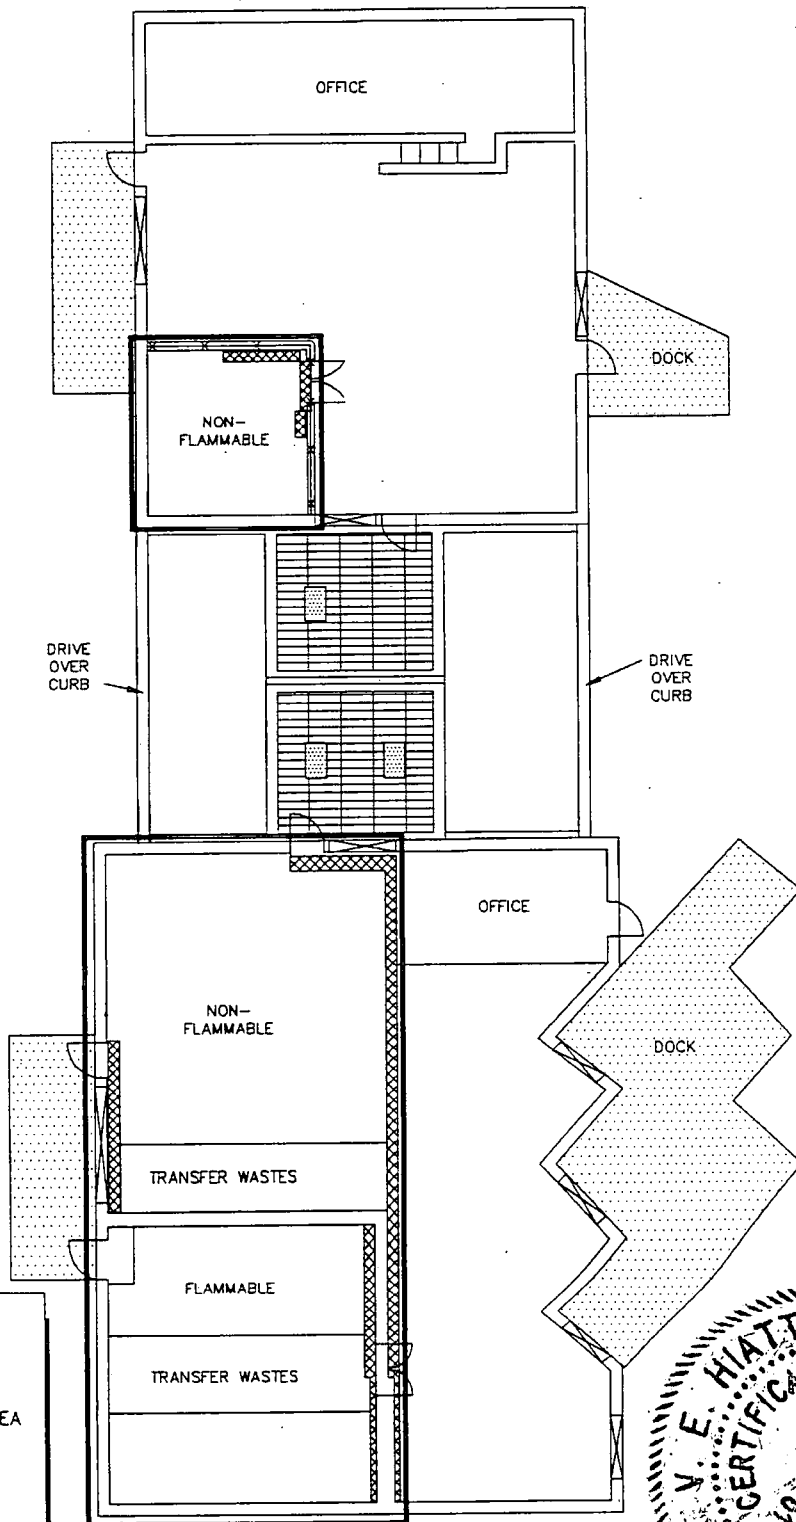 OFFICE
DOCK
NON-
FLAMMABLE
DRIVE
OVER
CURB
DRIVE
OVER
CURB
OFFICE
NON-
FLAMMABLE
DOCK
TRANSFER WASTES
FLAMMABLE
TRANSFER WASTES
EA
V. E. HIATT
CERTIFIC